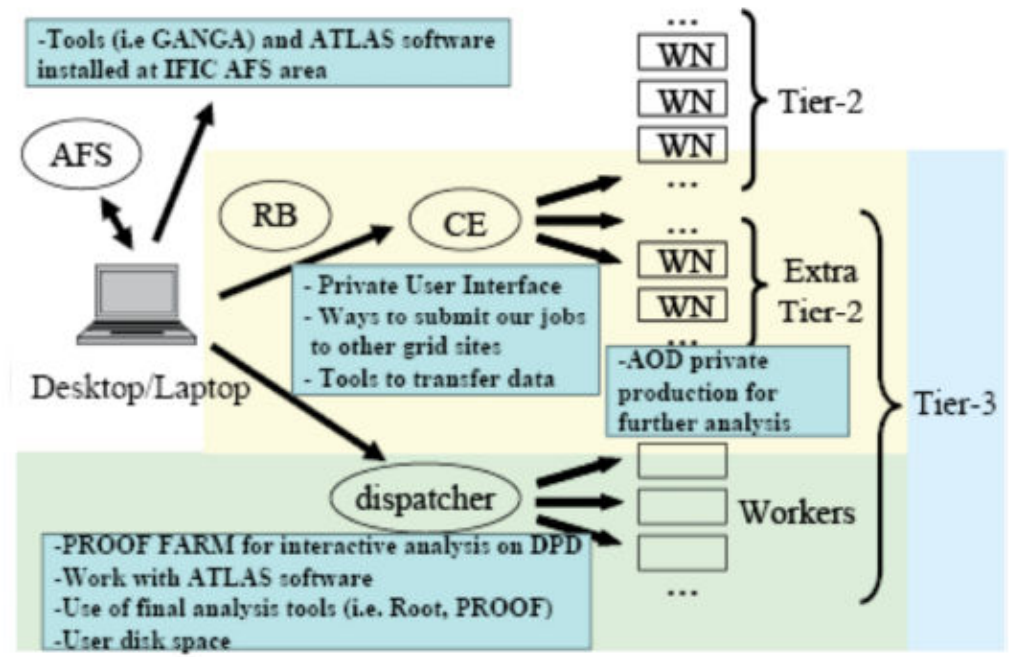 -Tools (i.e GANGA) and ATLAS software
installed at IFIC AFS area
AFS
RB
CE
...
WN
WN
WN
...
Tier-2
...
WN
WN
...
Extra
Tier-2
- Private User Interface
- Ways to submit our jobs
to other grid sites
- Tools to transfer data
-AOD private
production for
further analysis
Desktop/Laptop
Tier-3
dispatcher
Workers
...
-PROOF FARM for interactive analysis on DPD
-Work with ATLAS software
-Use of final analysis tools (i.e. Root, PROOF)
-User disk space